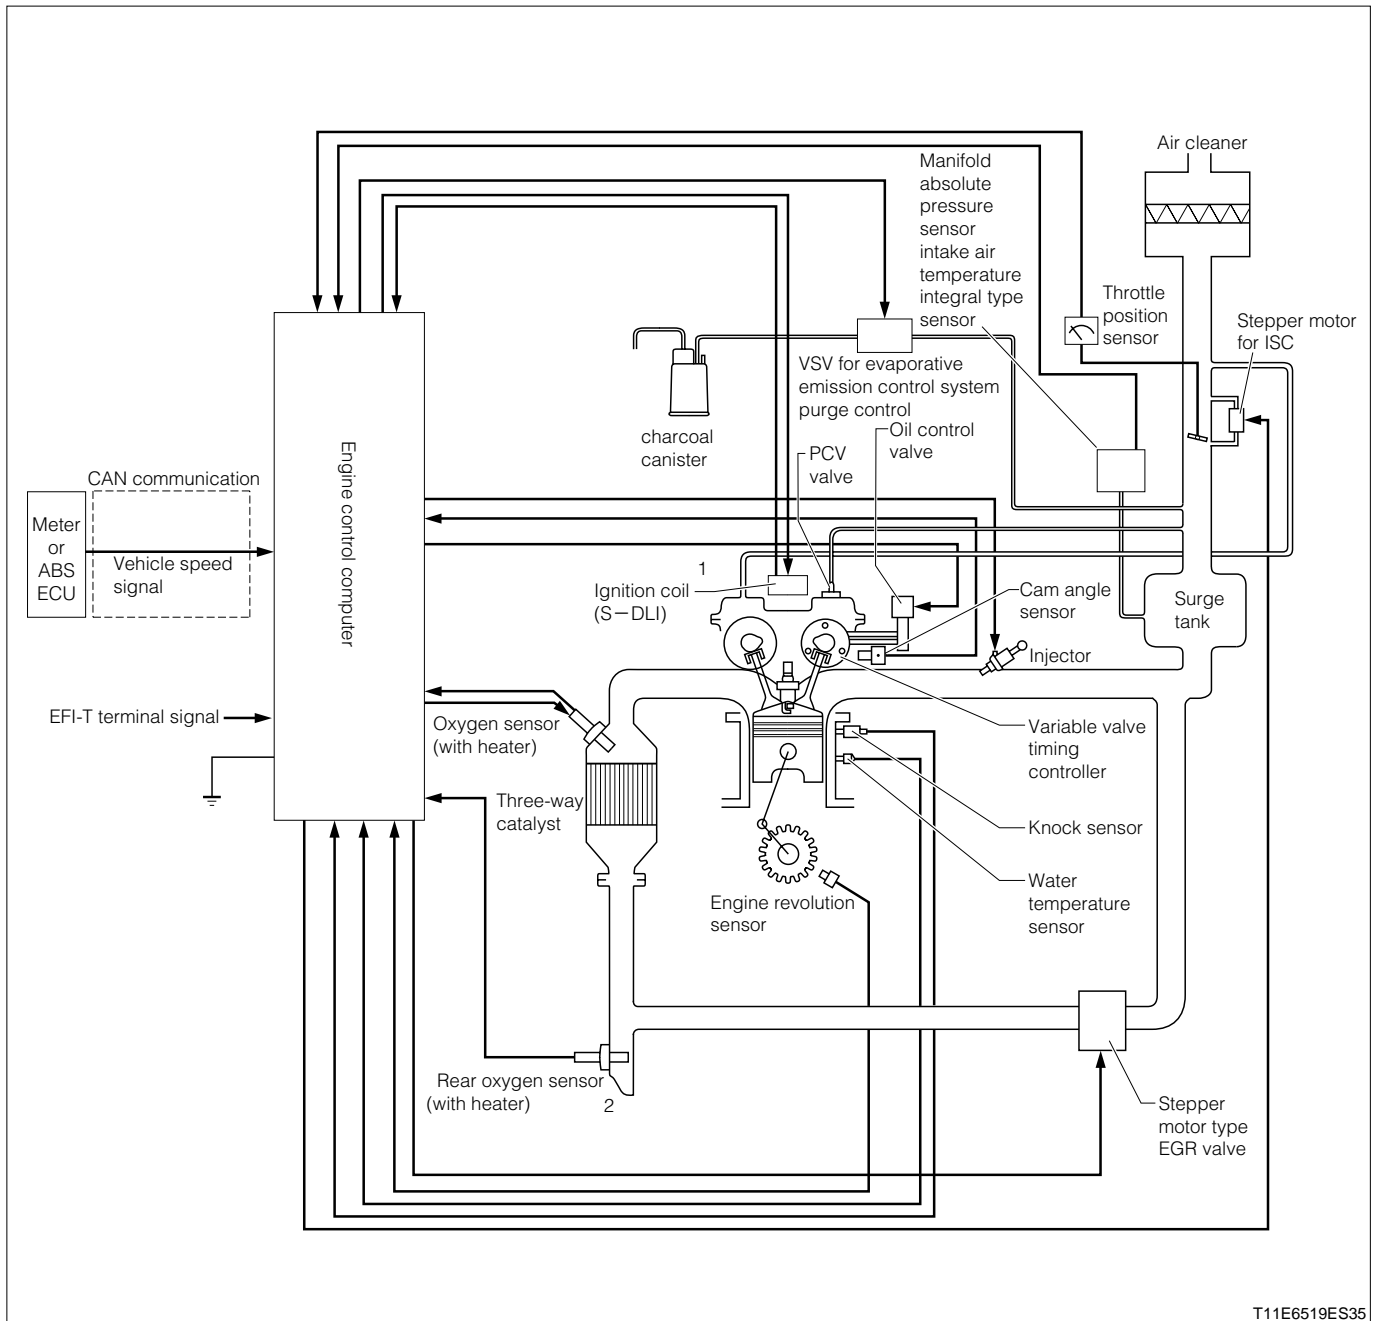 Air cleaner
Manifold
absolute
pressure
sensor
intake air
temperature
integral type
sensor
Throttle
position
sensor
Stepper motor
for ISC
VSV for evaporative
emission control system
purge control
charcoal
canister
Oil control
valve
PCV
valve
Engine control computer
CAN communication
Meter
or
ABS
ECU
Vehicle speed
signal
1
Ignition coil
(S−DLI)
Cam angle
sensor
Surge
tank
Injector
EFI-T terminal signal
Oxygen sensor
(with heater)
Variable valve
timing
controller
Three-way
catalyst
Knock sensor
Engine revolution
sensor
Water
temperature
sensor
Rear oxygen sensor
(with heater)
2
Stepper
motor type
EGR valve
T11E6519ES35